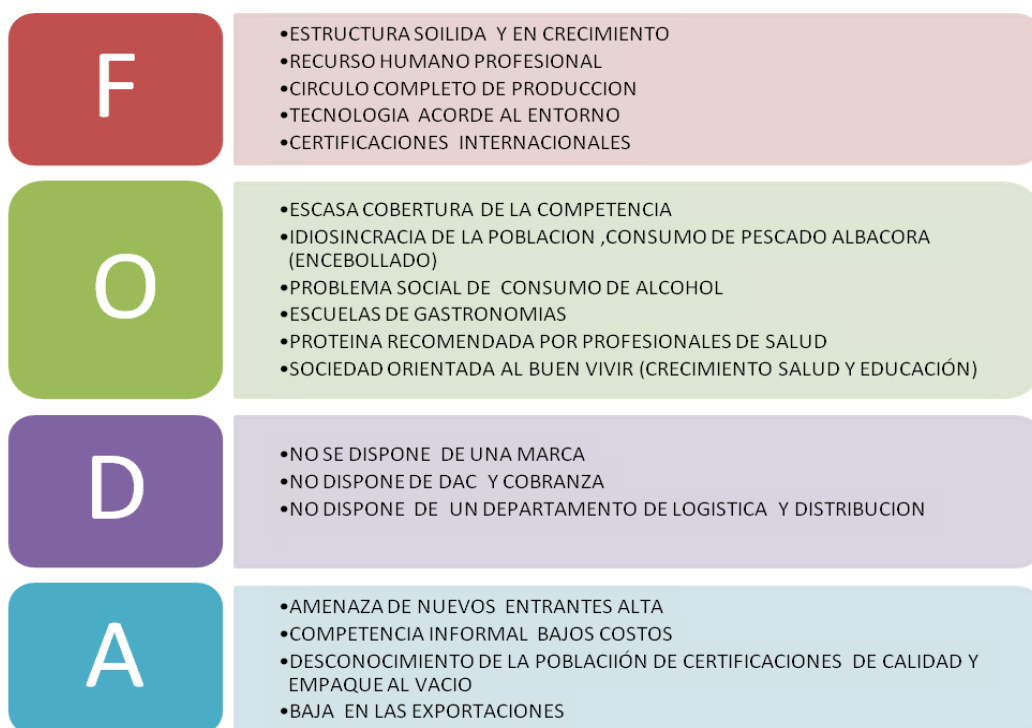 F
•ESTRUCTURA SOILIDA Y EN CRECIMIENTO
•RECURSO HUMANO PROFESIONAL
•CIRCULO COMPLETO DE PRODUCCION
•TECNOLOGIA ACORDE AL ENTORNO
•CERTIFICACIONES INTERNACIONALES
O
•ESCASA COBERTURA DE LA COMPETENCIA
•IDIOSINCRACIA DE LA POBLACION ,CONSUMO DE PESCADO ALBACORA
(ENCEBOLLADO)
•PROBLEMA SOCIAL DE CONSUMO DE ALCOHOL
•ESCUELAS DE GASTRONOMIAS
•PROTEINA RECOMENDADA POR PROFESIONALES DE SALUD
•SOCIEDAD ORIENTADA AL BUEN VIVIR (CRECIMIENTO SALUD Y EDUCACIÓN)
D
•NO SE DISPONE DE UNA MARCA
•NO DISPONE DE DAC Y COBRANZA
•NO DISPONE DE UN DEPARTAMENTO DE LOGISTICA Y DISTRIBUCION
A
•AMENAZA DE NUEVOS ENTRANTES ALTA
•COMPETENCIA INFORMAL BAJOS COSTOS
•DESCONOCIMIENTO DE LA POBLACIIÓN DE CERTIFICACIONES DE CALIDAD Y
EMPAQUE AL VACIO
•BAJA EN LAS EXPORTACIONES